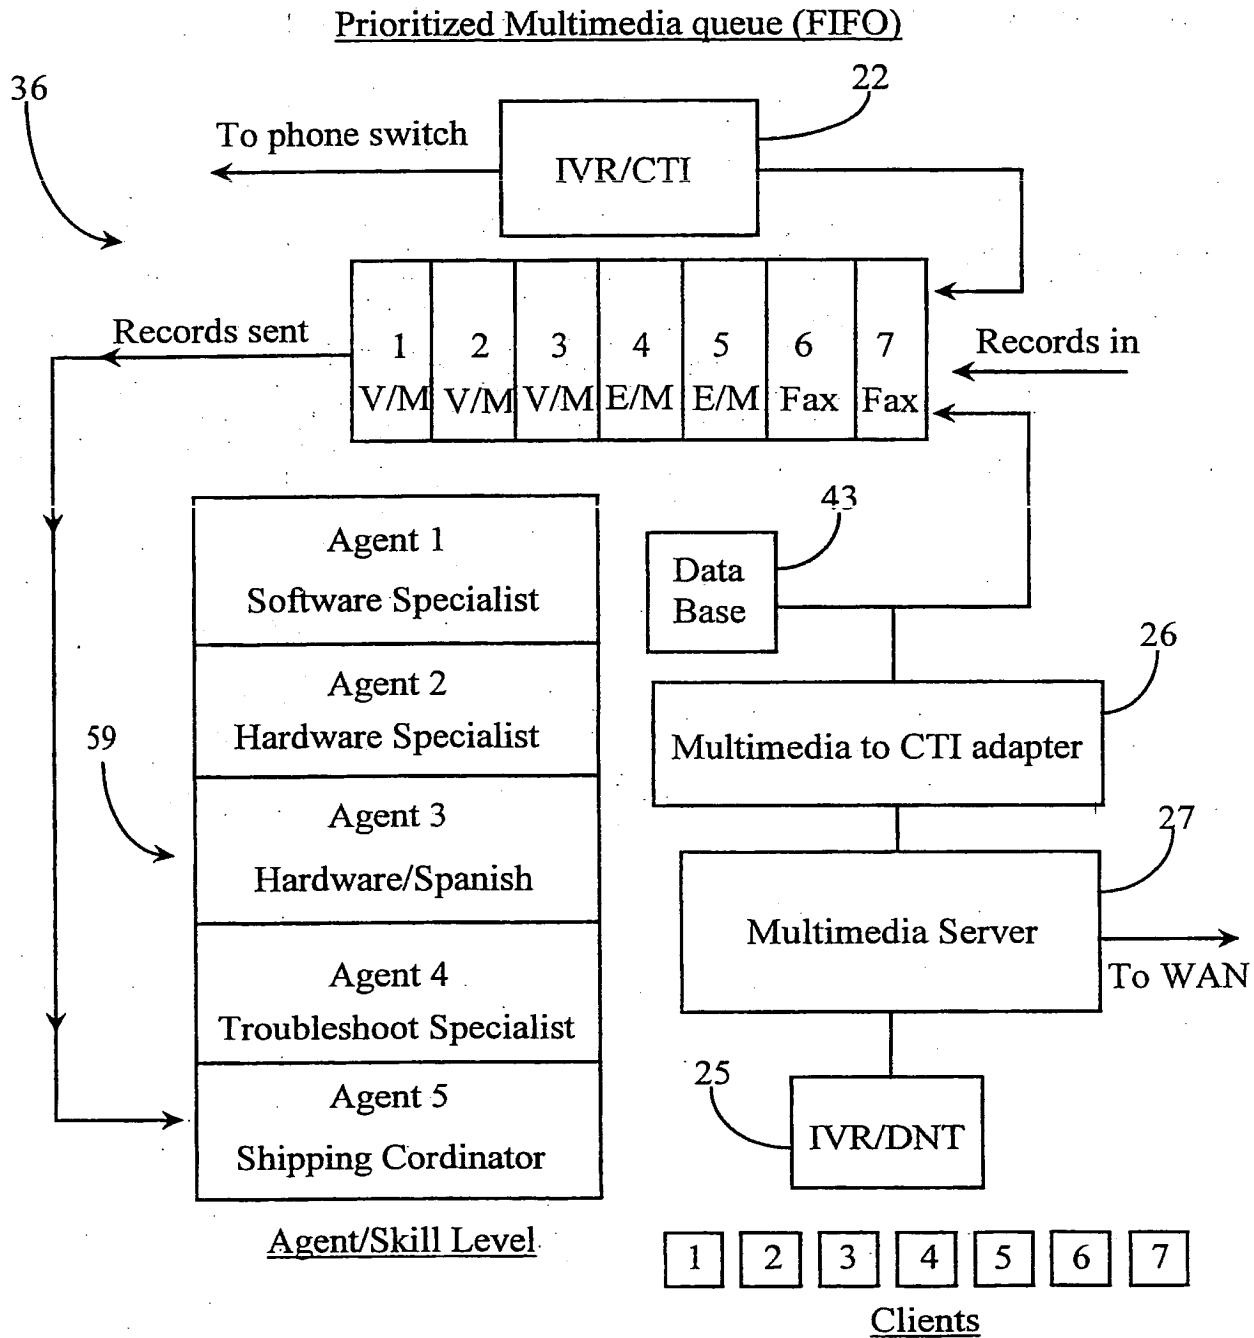 Prioritized Multimedia queue (FIFO)
36
22
To phone switch
IVR/CTI
Records sent
1 2 3 4 5 6 7
V/M V/M V/M E/M E/M Fax Fax
Records in
43
Data
Base
Agent 1
Software Specialist
26
Agent 2
Hardware Specialist
59
Multimedia to CTI adapter
Agent 3
Hardware/Spanish
27
Multimedia Server
To WAN
Agent 4
Troubleshoot Specialist
25
IVR/DNT
Agent 5
Shipping Cordinator
Agent/Skill Level
1 2 3 4 5 6 7
Clients